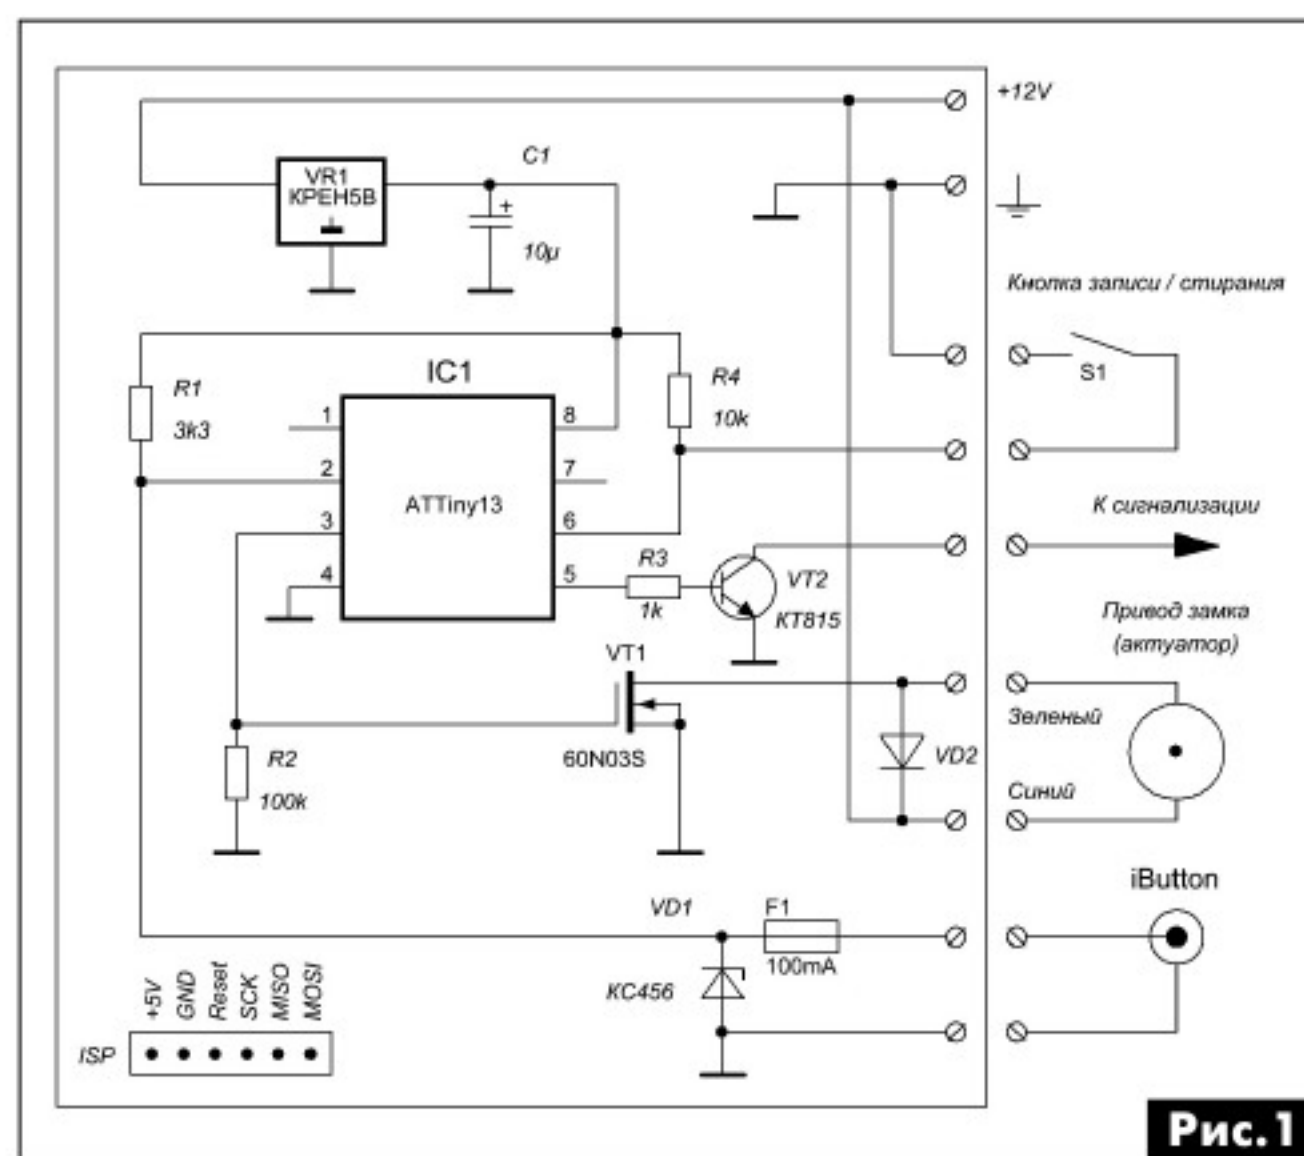 +12V
C1
VR1
КРЕН5В
+
10µ
Кнопка записи / стирания
S1
IC1
R1
3k3
R4
10k
1
8
2
7
ATTiny13
3
6
4
5
К сигнализации
R3
1k
VT2
КТ815
Привод замка
(актуатор)
VT1
60N03S
Зеленый
VD2
Синий
R2
100k
iButton
VD1
F1
100mA
КС456
+5V
GND
Reset
SCK
MISO
MOSI
ISP
Рис.1